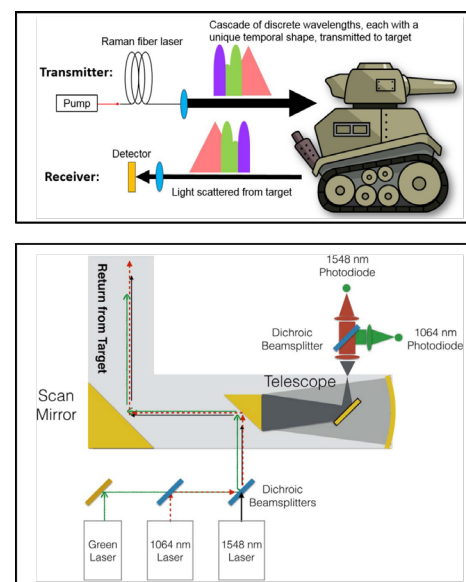 Cascade of discrete wavelengths, each with a
unique temporal shape, transmitted to target
Raman fiber laser
Transmitter:
Pump
Detector
Receiver:
Light scattered from target
Return from Target
1548 nm
Photodiode
1064 nm
Photodiode
Dichroic
Beamsplitter
Telescope
Scan
Mirror
Dichroic
Beamsplitters
Green
Laser
1064 nm
Laser
1548 nm
Laser